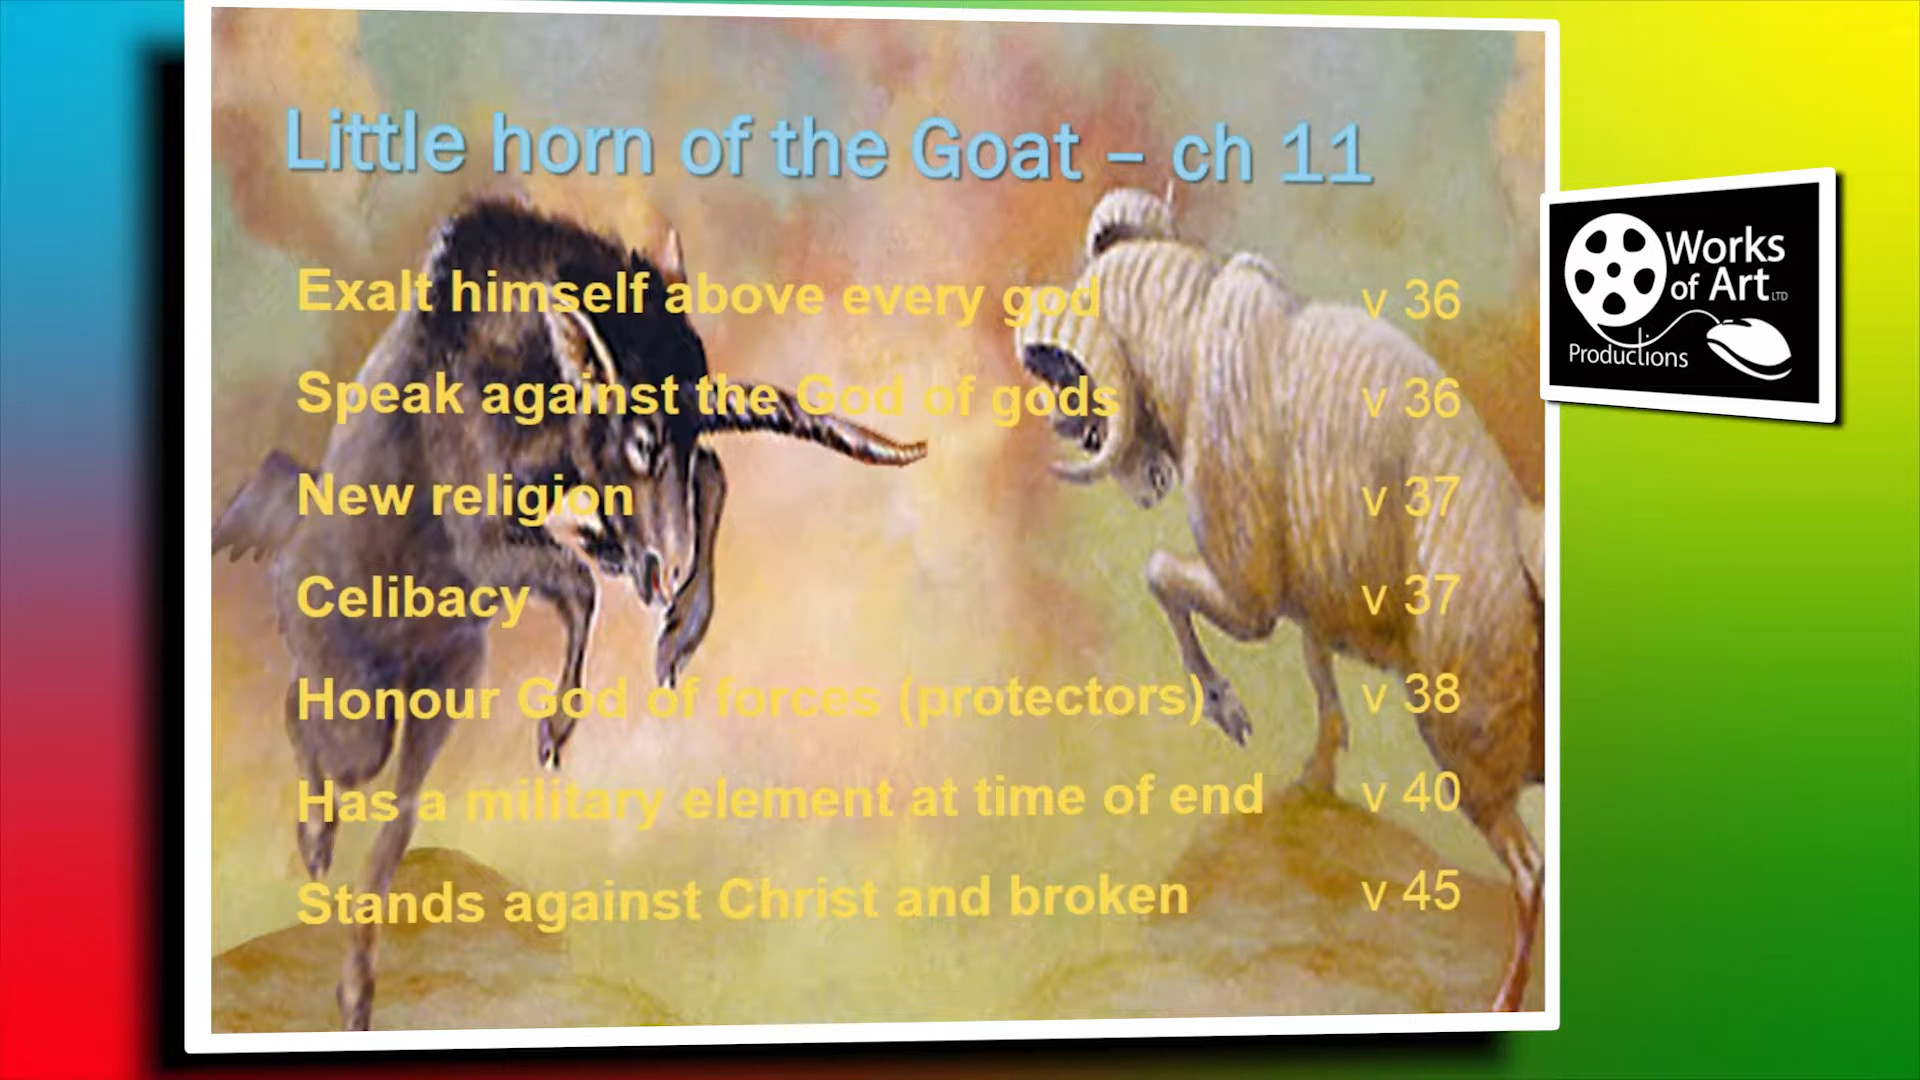 Little horn of the Goat – ch 11
Exalt himself above every god v 36
Speak against the God of gods v 36
New religion v 37
Celibacy v 37
Honour God of forces (protectors) v 38
Has a military element at time of end v 40
Stands against Christ and broken v 45
Works
of Art LTD
Productions